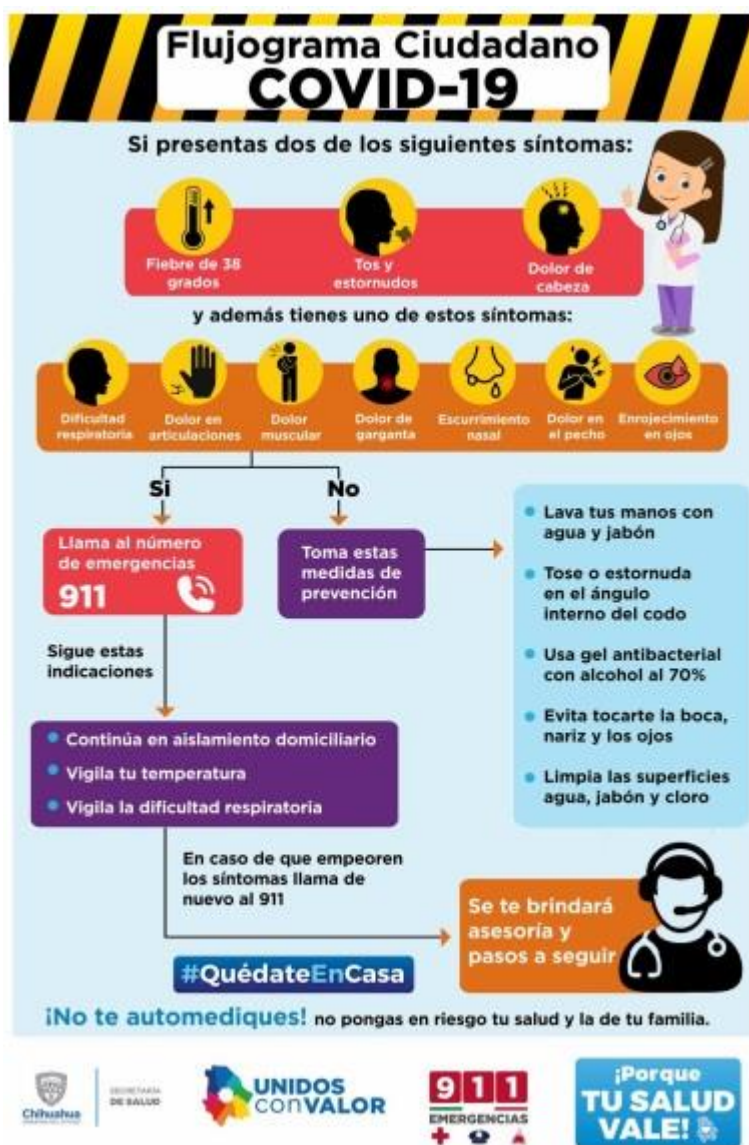 Flujograma Ciudadano
COVID-19
Si presentas dos de los siguientes síntomas:
Fiebre de 38
grados
Tos y
estornudos
Dolor de
cabeza
y además tienes uno de estos síntomas:
Dificultad
respiratoria
Dolor en
articulaciones
Dolor
muscular
Dolor de
garganta
Escurrimiento
nasal
Dolor en
el pecho
Enrojecimiento
en ojos
Si
No
Llama al número
de emergencias
911
Toma estas
medidas de
prevención
Lava tus manos con
agua y jabón
Tose o estornuda
en el ángulo
interno del codo
Usa gel antibacterial
con alcohol al 70%
Evita tocarte la boca,
nariz y los ojos
Limpia las superficies
agua, jabón y cloro
Sigue estas
indicaciones
Continúa en aislamiento domiciliario
Vigila tu temperatura
Vigila la dificultad respiratoria
En caso de que empeoren
los síntomas llama de
nuevo al 911
Se te brindará
asesoría y
pasos a seguir
#QuédateEnCasa
¡No te automediques! no pongas en riesgo tu salud y la de tu familia.
Chihuahua
SECRETARÍA
DE SALUD
UNIDOS
conVALOR
911
EMERGENCIAS
¡Porque
TU SALUD
VALE!